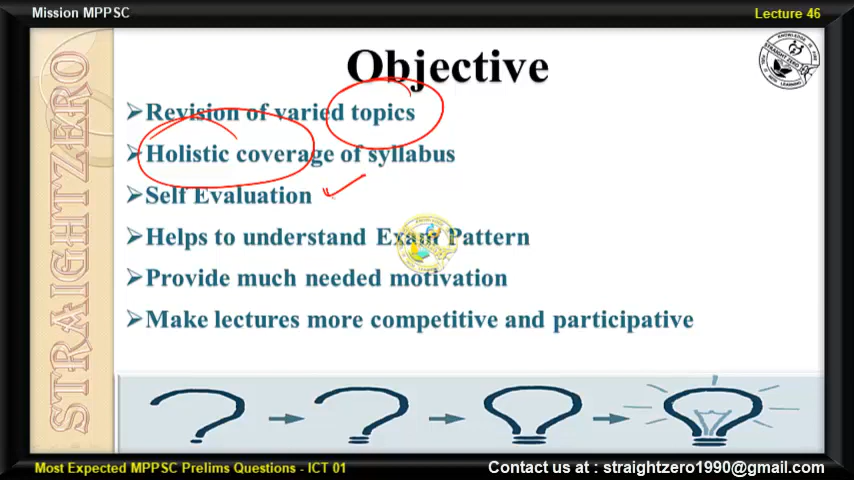 Mission MPPSC
Lecture 46
Objective
STRAIGHTZERO
Revision of varied topics
Holistic coverage of syllabus
Self Evaluation
Helps to understand Exam Pattern
Provide much needed motivation
Make lectures more competitive and participative
Most Expected MPPSC Prelims Questions - ICT 01
Contact us at : straightzero1990@gmail.com